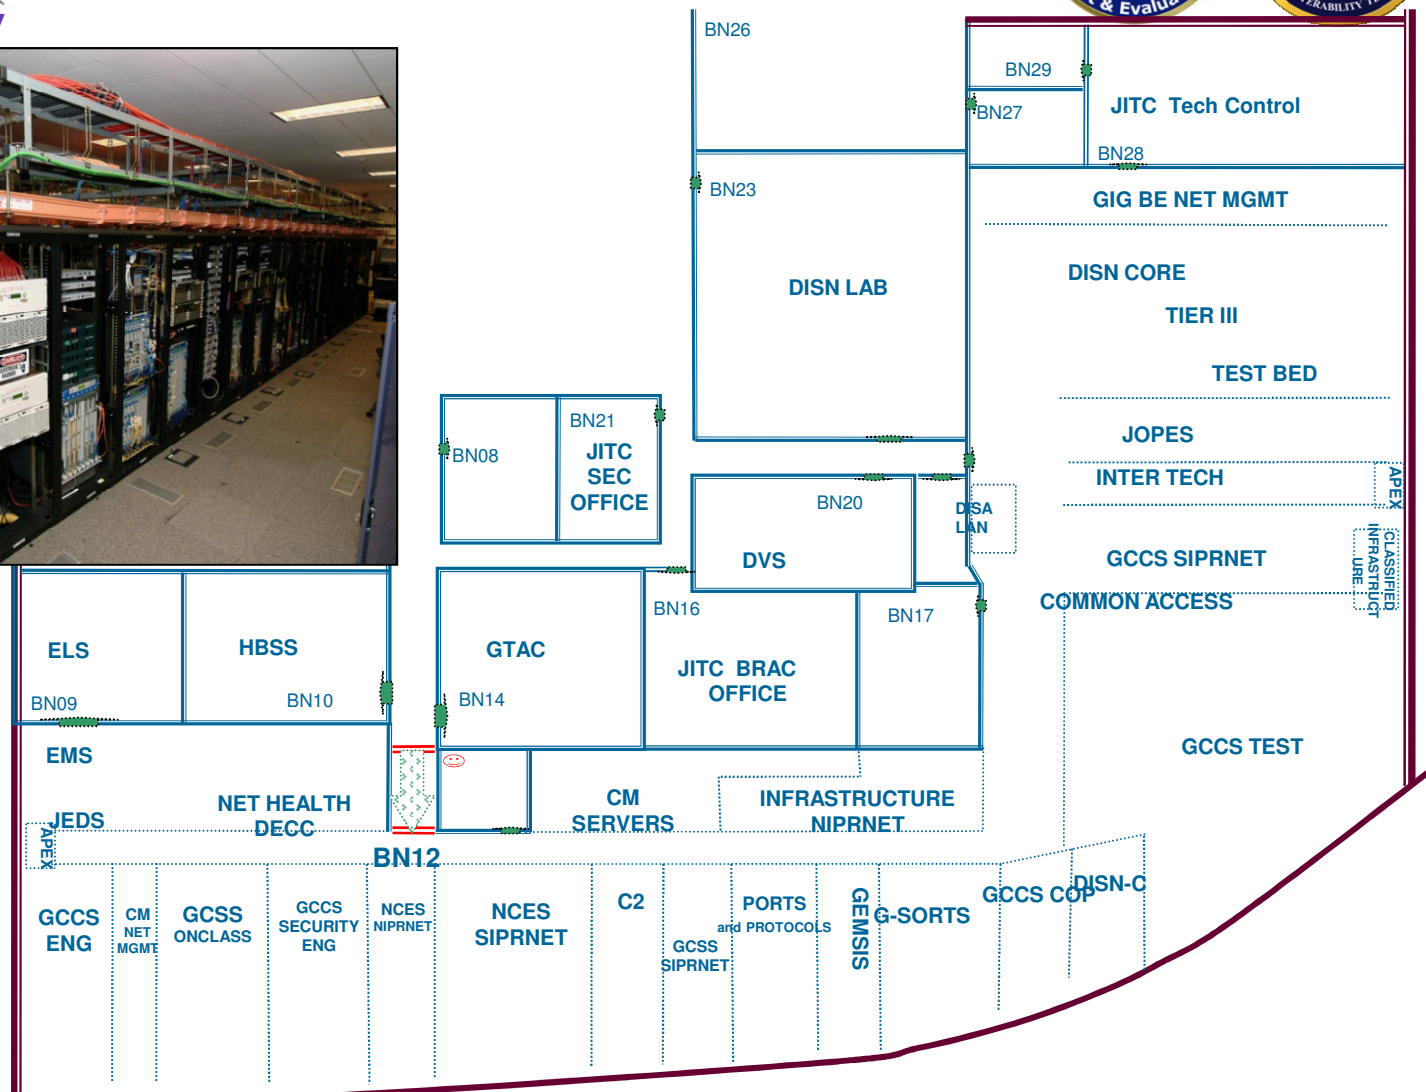 & Evalua
ERABILITY T
BN26
BN29
BN27
JITC Tech Control
BN28
BN23
GIG BE NET MGMT
DISN CORE
DISN LAB
TIER III
TEST BED
BN21
BN08
JITC
SEC
OFFICE
JOPES
INTER TECH
APEX
BN20
DISA
LAN
DVS
GCCS SIPRNET
CLASSIFIED
INFRASTRUCT
URE
COMMON ACCESS
BN16
BN17
ELS
HBSS
GTAC
JITC BRAC
OFFICE
BN09
BN10
BN14
EMS
GCCS TEST
NET HEALTH
DECC
CM
SERVERS
INFRASTRUCTURE
NIPRNET
JEDS
APEX
BN12
GCCS
ENG
CM
NET
MGMT
GCSS
ONCLASS
GCCS
SECURITY
ENG
NCES
NIPRNET
NCES
SIPRNET
C2
GCSS
SIPRNET
PORTS
and PROTOCOLS
GEMSIS
G-SORTS
GCCS COP
DISN-C
DANGER